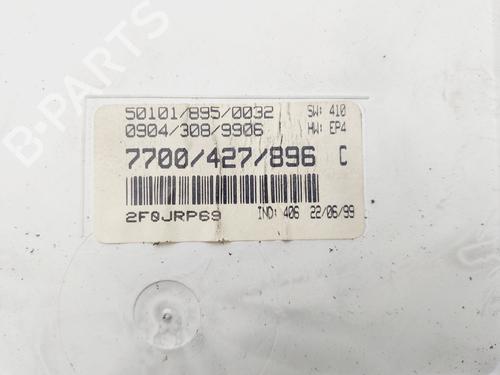 50101/895/0032 SW: 410
0904/308/9906 HW: EP4
7700/427/896 C
2F0JRP69 IND: 406 22/06/99
B-PARTS